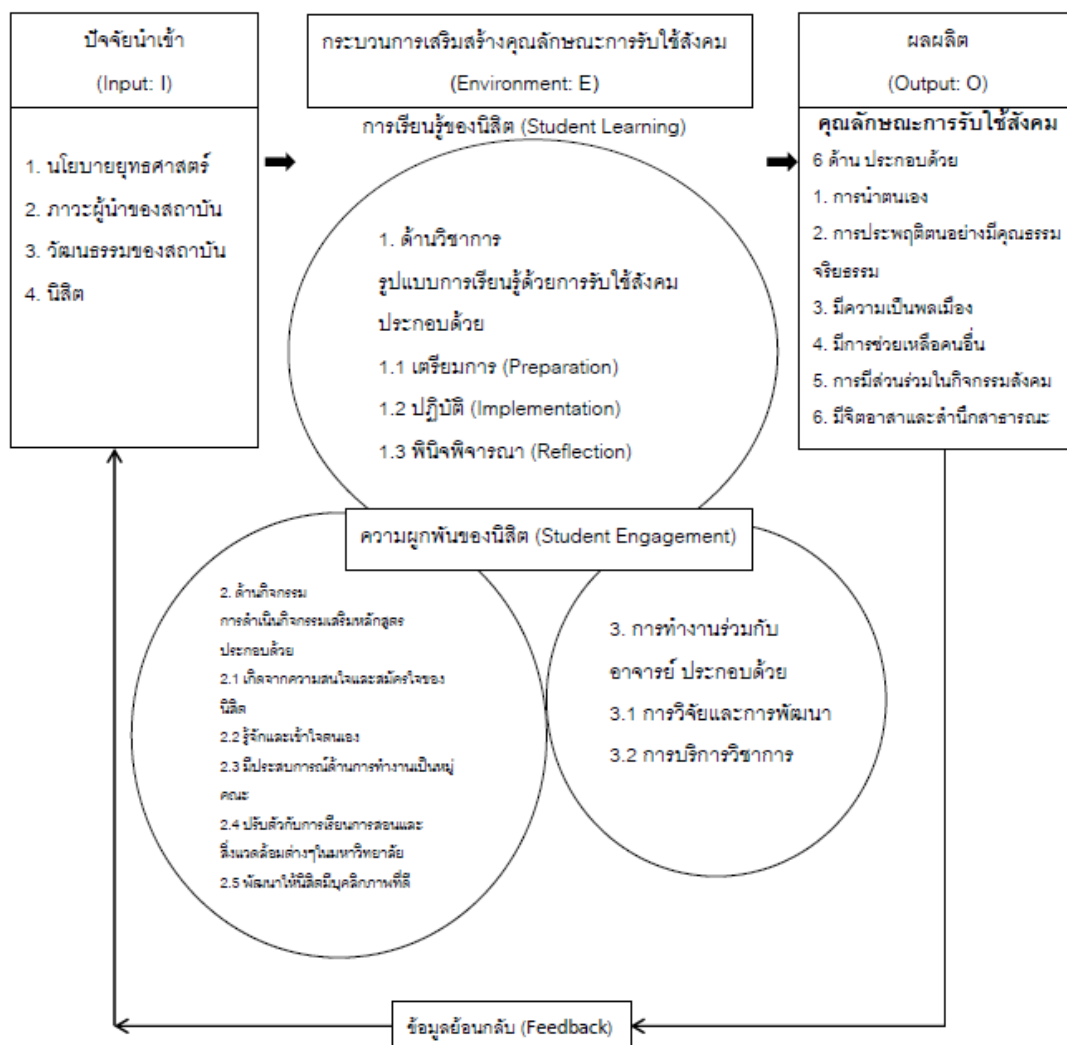 ปัจจัยนำเข้า
(Input: I)
1. นโยบายยุทธศาสตร์
2. ภาวะผู้นำของสถาบัน
3. วัฒนธรรมของสถาบัน
4. นิสิต
กระบวนการเสริมสร้างคุณลักษณะการรับใช้สังคม
(Environment: E)
การเรียนรู้ของนิสิต (Student Learning)
1. ด้านวิชาการ
รูปแบบการเรียนรู้ด้วยการรับใช้สังคม
ประกอบด้วย
1.1 เตรียมการ (Preparation)
1.2 ปฏิบัติ (Implementation)
1.3 พินิจพิจารณา (Reflection)
ความผูกพันของนิสิต (Student Engagement)
2. ด้านกิจกรรม
การดำเนินกิจกรรมเสริมหลักสูตร
ประกอบด้วย
2.1 เกิดจากความสนใจและสมัครใจของ
นิสิต
2.2 รู้จักและเข้าใจตนเอง
2.3 มีประสบการณ์ด้านการทำงานเป็นหมู่
คณะ
2.4 ปรับตัวกับการเรียนการสอนและ
สิ่งแวดล้อมต่างๆในมหาวิทยาลัย
2.5 พัฒนาให้นิสิตมีบุคลิกภาพที่ดี
3. การทำงานร่วมกับ
อาจารย์ ประกอบด้วย
3.1 การวิจัยและการพัฒนา
3.2 การบริการวิชาการ
ผลผลิต
(Output: O)
คุณลักษณะการรับใช้สังคม
6 ด้าน ประกอบด้วย
1. การนำตนเอง
2. การประพฤติตนอย่างมีคุณธรรม
จริยธรรม
3. มีความเป็นพลเมือง
4. มีการช่วยเหลือคนอื่น
5. การมีส่วนร่วมในกิจกรรมสังคม
6. มีจิตอาสาและสำนึกสาธารณะ
ข้อมูลย้อนกลับ (Feedback)